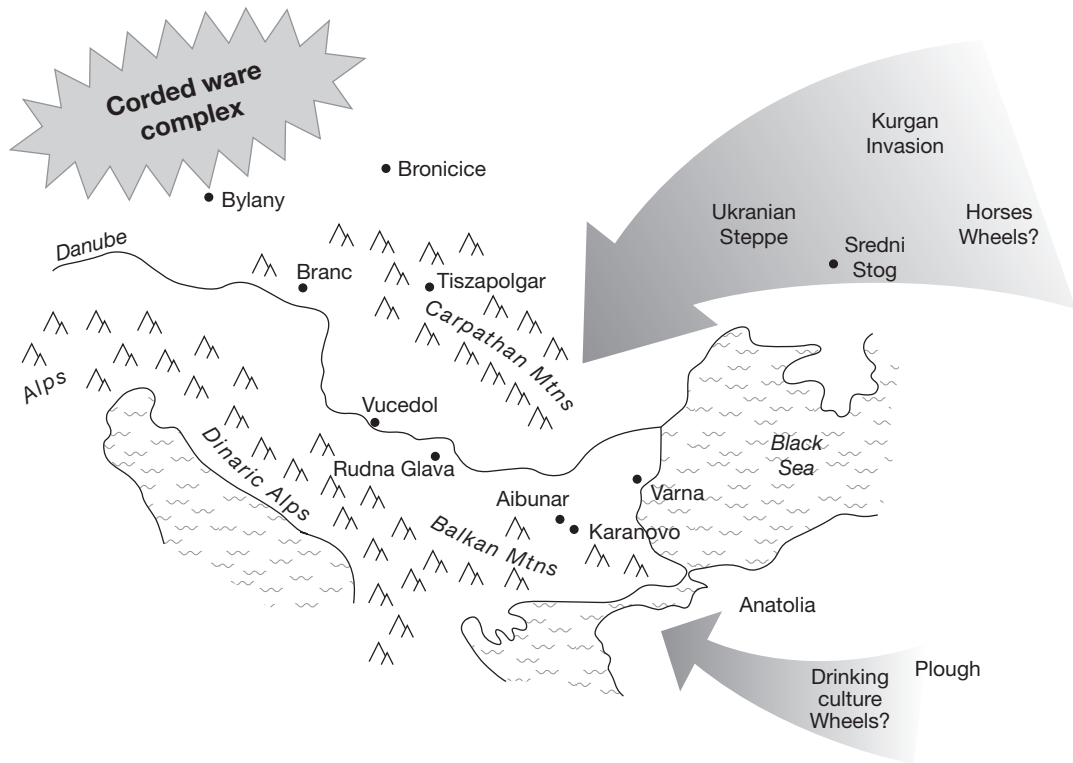 Corded ware
complex
Kurgan
Invasion
Bronicice
Bylany
Ukranian
Steppe
Horses
Wheels?
Danube
Sredni
Stog
Branc
Tiszapolgar
Carpathan Mtns
Alps
Vucedol
Dinaric Alps
Black
Sea
Rudna Glava
Varna
Aibunar
Karanovo
Balkan Mtns
Anatolia
Plough
Drinking
culture
Wheels?